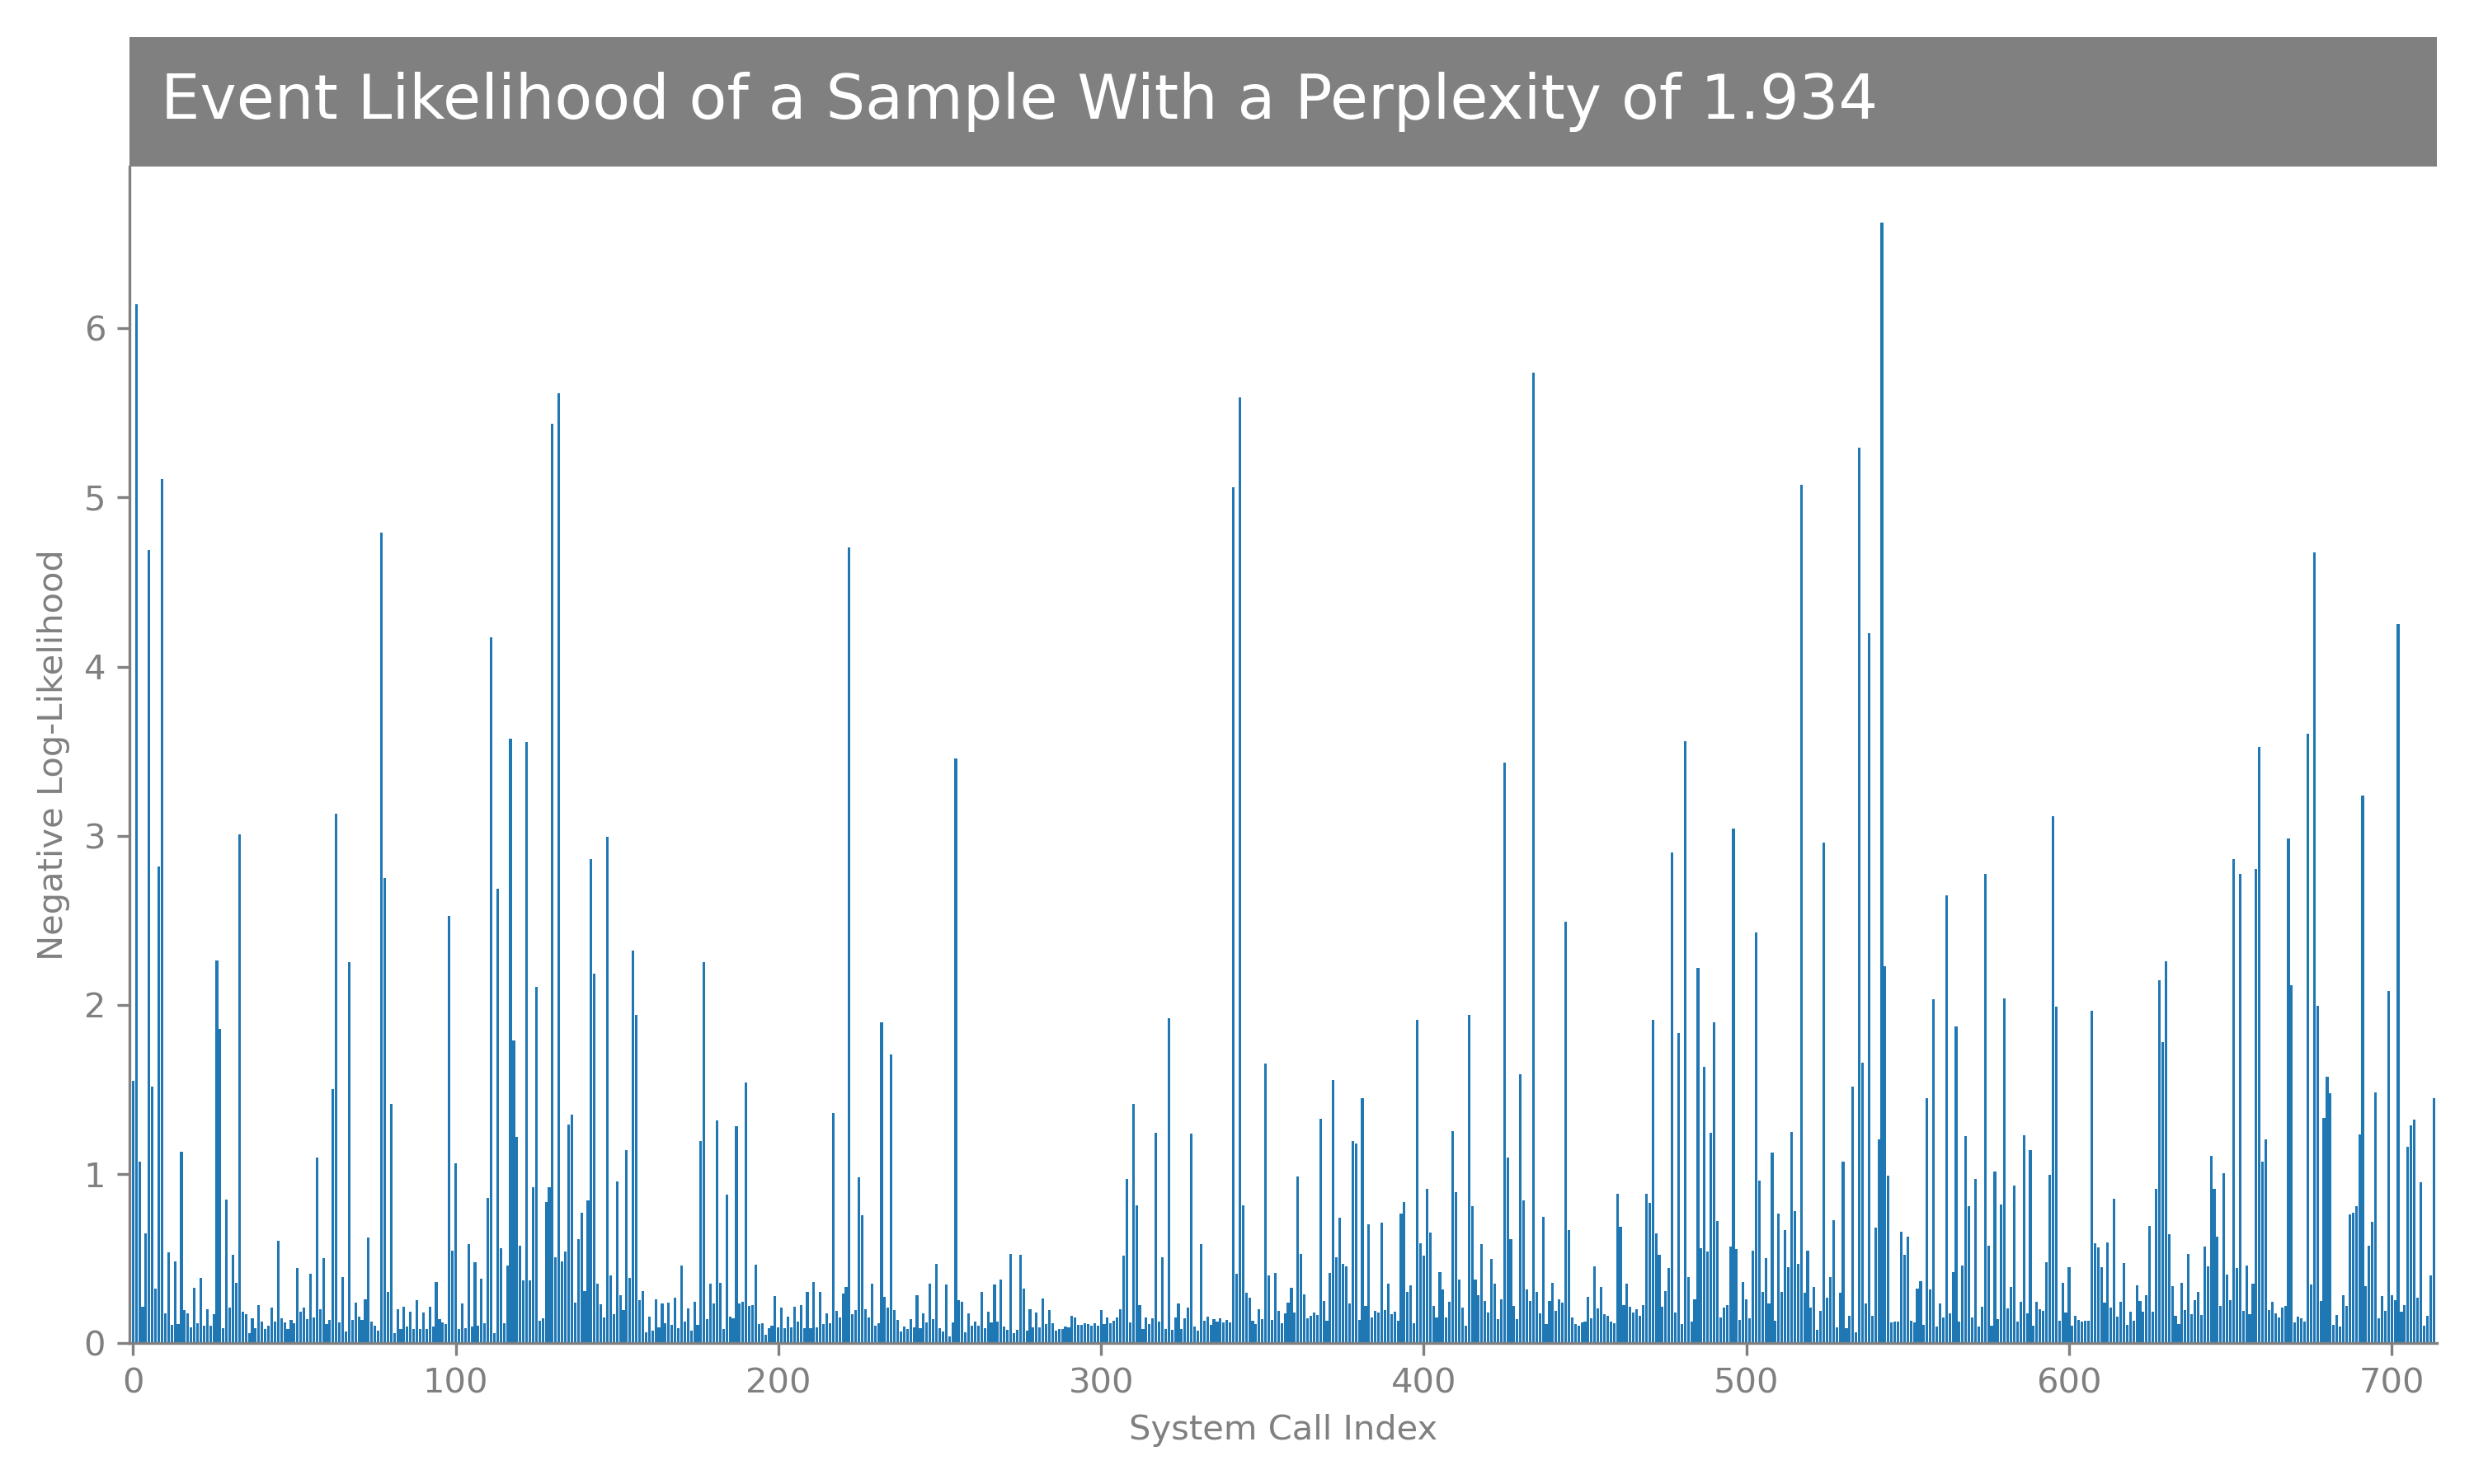 Event Likelihood of a Sample With a Perplexity of 1.934
Negative Log-Likelihood
6
5
4
3
2
1
0
0 100 200 300 400 500 600 700
System Call Index